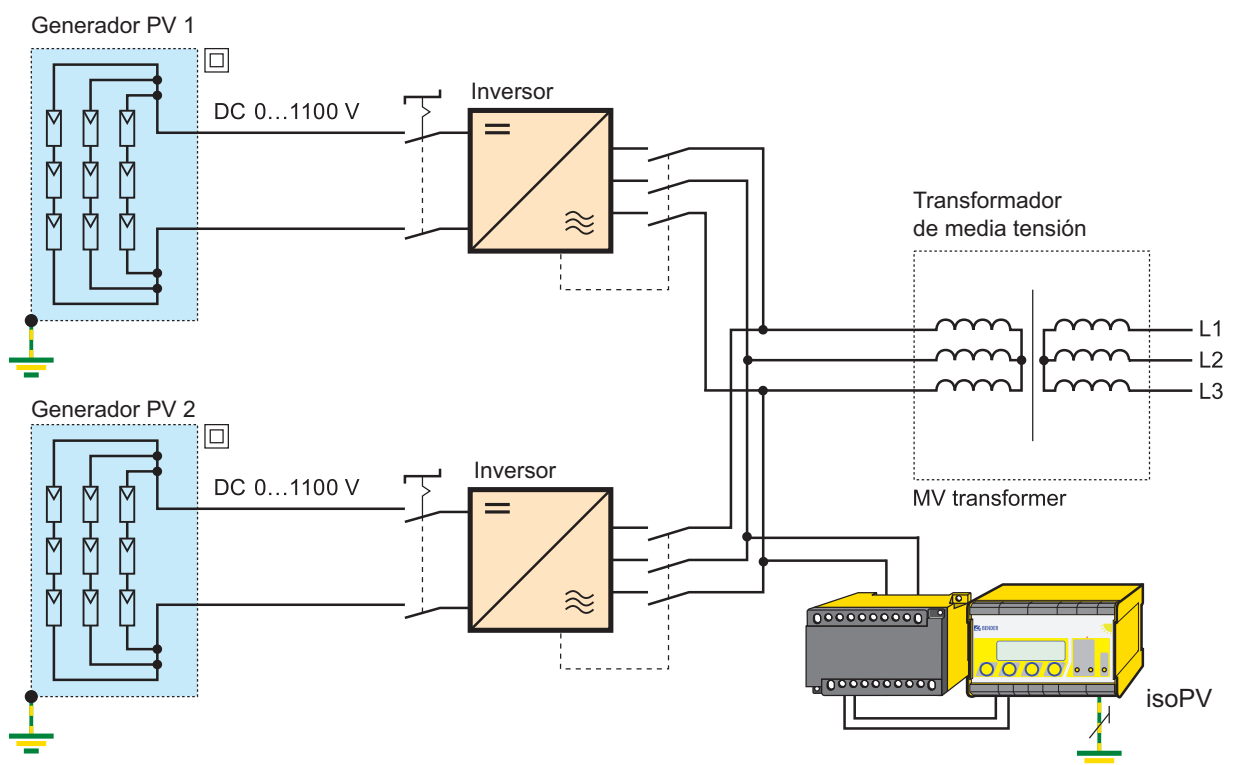 Generador PV 1
DC 0...1100 V
Inversor
Transformador
de media tensión
L1
L2
L3
MV transformer
Generador PV 2
DC 0...1100 V
Inversor
BENDER
isoPV